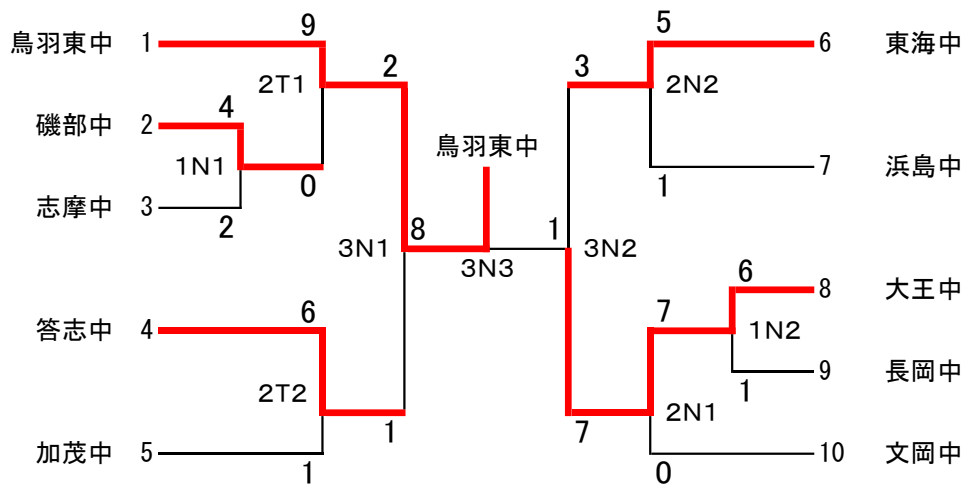 9
5
鳥羽東中 1
6 東海中
2
3
2T1
2N2
4
磯部中 2
鳥羽東中
1N1
7 浜島中
0
1
志摩中 3
2
8
1
3N1
3N2
3N3
6
8 大王中
6
7
答志中 4
1N2
9 長岡中
2T2
1
2N1
1
7
加茂中 5
10 文岡中
1
0